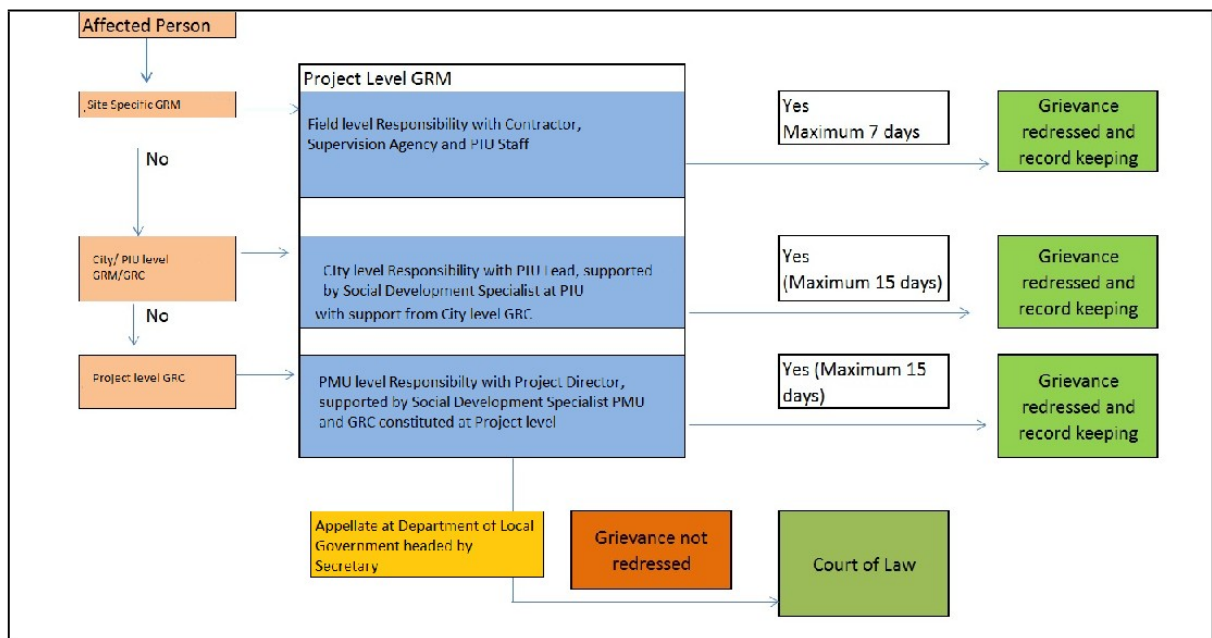 Affected Person
Site Specific GRM
No
City/ PIU level
GRM/GRC
No
Project level GRC
Project Level GRM
Field level Responsibility with Contractor,
Supervision Agency and PIU Staff
CIty level Responsibility with PIU Lead, supported
by Social Development Specialist at PIU
with support from City level GRC
PMU level Responsibilty with Project Director,
supported by Social Development Specialist PMU
and GRC constituted at Project level
Yes
Maximum 7 days
Grievance
redressed and
record keeping
Yes
(Maximum 15 days)
Grievance
redressed and
record keeping
Yes (Maximum 15
days)
Grievance
redressed and
record keeping
Appellate at Department of Local
Government headed by
Secretary
Grievance not
redressed
Court of Law